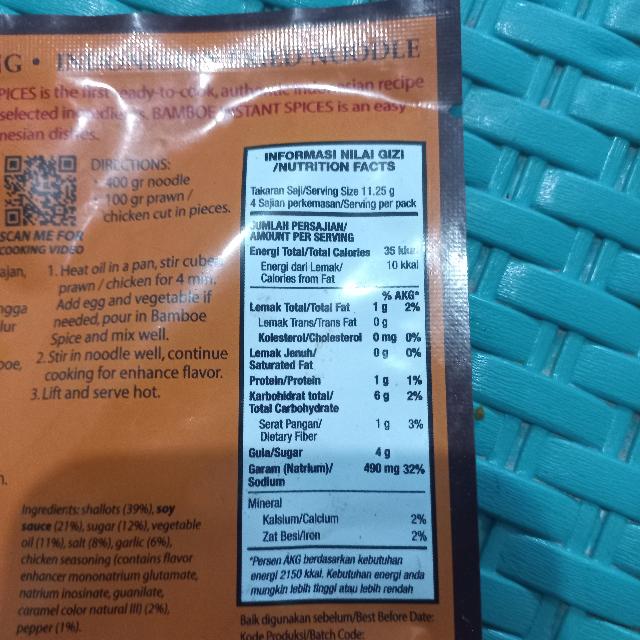 G • INDONESIAN FRIED NOODLE
PICES is the first ready-to-cook, authentic Indonesian recipe
selected ingredients. BAMBOE INSTANT SPICES is an easy
nesian dishes.
DIRECTIONS:
400 gr noodle
100 gr prawn /
chicken cut in pieces.
SCAN ME FOR
COOKING VIDEO
ajan,
ngga
lur
poe,
n.
1. Heat oil in a pan, stir cubed
prawn / chicken for 4 min.
Add egg and vegetable if
needed, pour in Bamboe
Spice and mix well.
2. Stir in noodle well, continue
cooking for enhance flavor.
3. Lift and serve hot.
Ingredients: shallots (39%), soy
sauce (21%), sugar (12%), vegetable
oil (11%), salt (8%), garlic (6%),
chicken seasoning (contains flavor
enhancer mononatrium glutamate,
natrium inosinate, guanilate,
caramel color natural III) (2%),
pepper (1%).
INFORMASI NILAI GIZI
/NUTRITION FACTS
Takaran Saji/Serving Size 11.25 g
4 Sajian perkemasan/Serving per pack
JUMLAH PERSAJIAN/
AMOUNT PER SERVING
Energi Total/Total Calories 35 kkal
Energi dari Lemak/ 10 kkal
Calories from Fat
% AKG*
Lemak Total/Total Fat 1 g 2%
Lemak Trans/Trans Fat 0 g
Kolesterol/Cholesterol 0 mg 0%
Lemak Jenuh/ 0 g 0%
Saturated Fat
Protein/Protein 1 g 1%
Karbohidrat total/ 6 g 2%
Total Carbohydrate
Serat Pangan/ 1 g 3%
Dietary Fiber
Gula/Sugar 4 g
Garam (Natrium)/ 490 mg 32%
Sodium
Mineral
Kalsium/Calcium 2%
Zat Besi/Iron 2%
*Persen AKG berdasarkan kebutuhan
energi 2150 kkal. Kebutuhan energi anda
mungkin lebih tinggi atau lebih rendah
Baik digunakan sebelum/Best Before Date:
Kode Produksi/Batch Code: